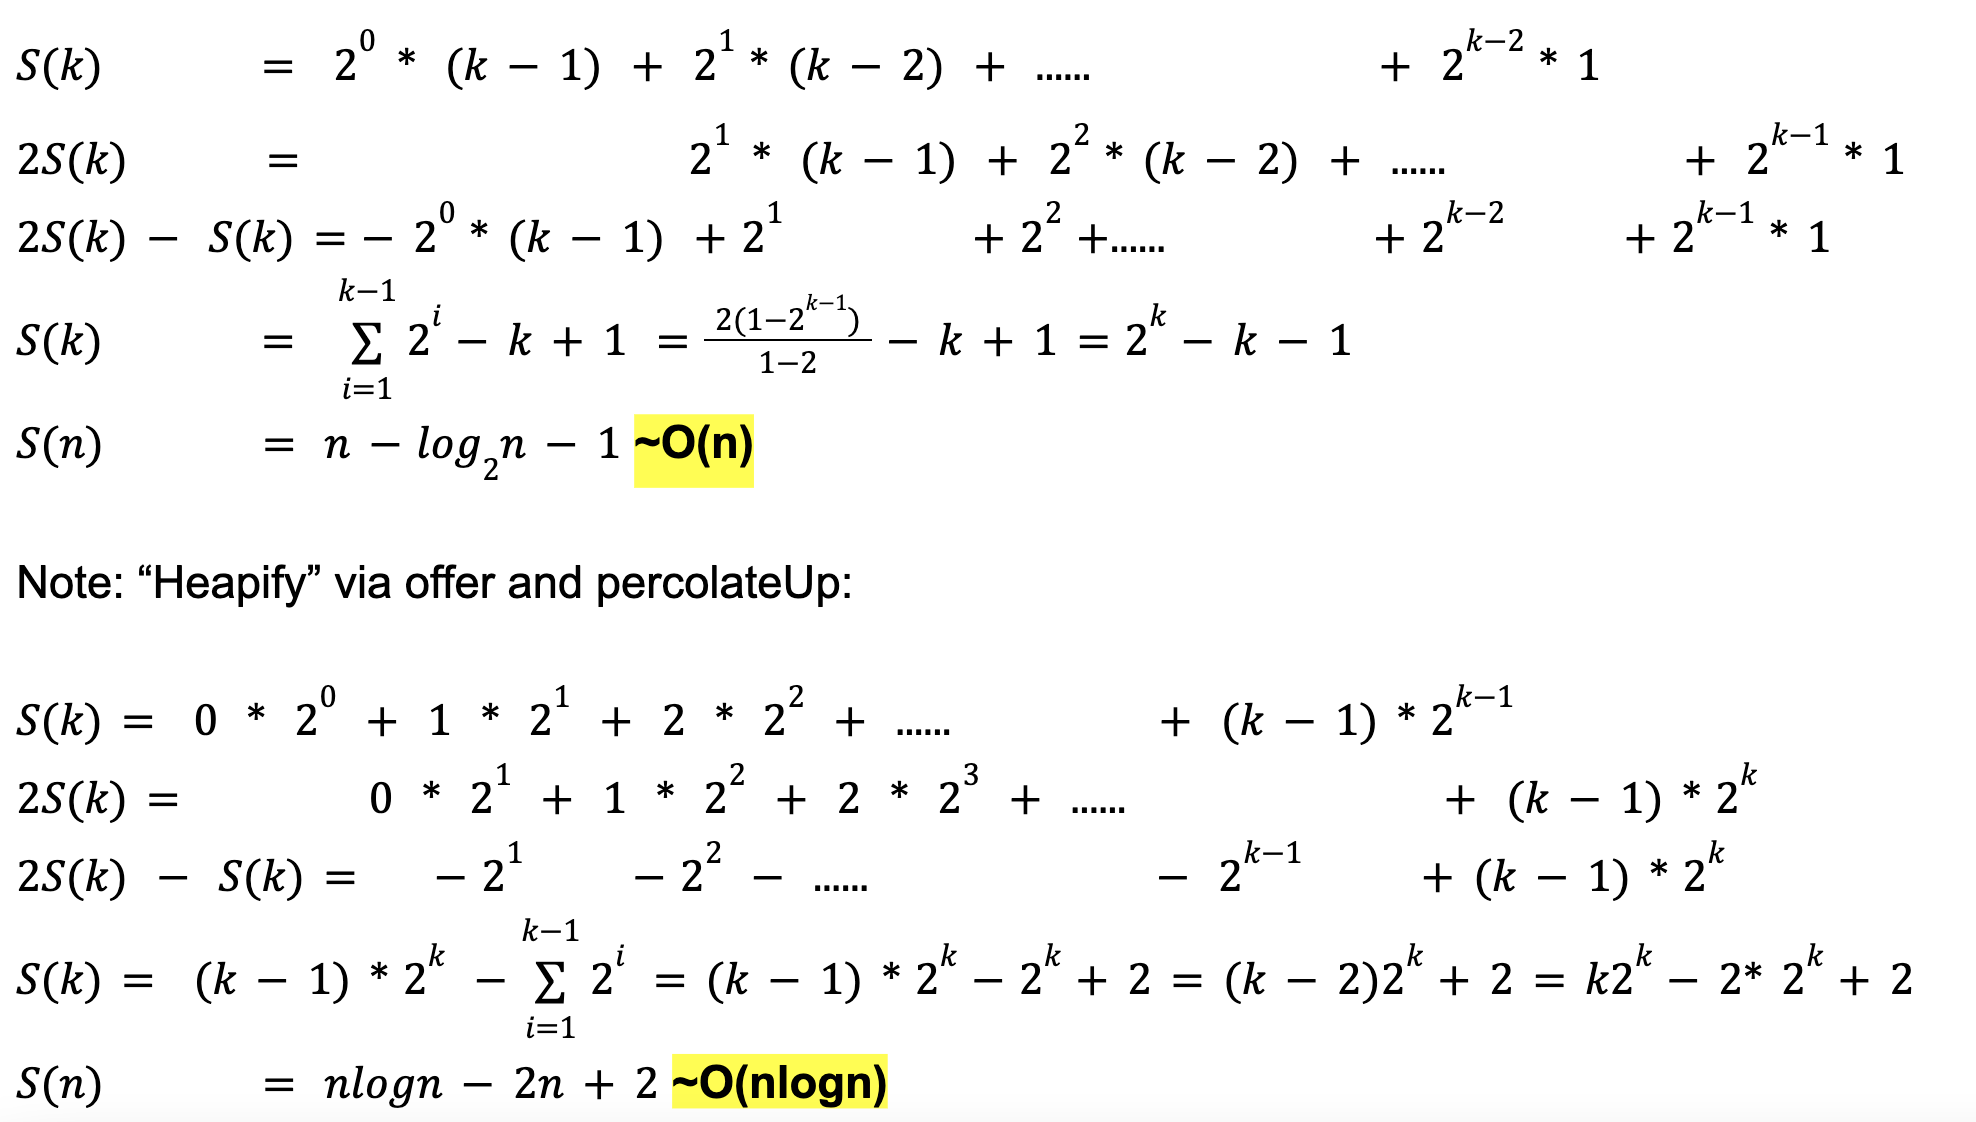 S(k) = 2^0 * (k − 1) + 2^1 * (k − 2) + ...... + 2^{k−2} * 1
2S(k) = 2^1 * (k − 1) + 2^2 * (k − 2) + ...... + 2^{k−1} * 1
2S(k) − S(k) = − 2^0 * (k − 1) + 2^1 + 2^2 +...... + 2^{k−2} + 2^{k−1} * 1
S(k) = \sum_{i=1}^{k−1} 2^i − k + 1 = \frac{2(1−2^{k−1})}{1−2} − k + 1 = 2^k − k − 1
S(n) = n − log_2 n − 1 ~O(n)
Note: “Heapify” via offer and percolateUp:
S(k) = 0 * 2^0 + 1 * 2^1 + 2 * 2^2 + ...... + (k − 1) * 2^{k−1}
2S(k) = 0 * 2^1 + 1 * 2^2 + 2 * 2^3 + ...... + (k − 1) * 2^k
2S(k) − S(k) = − 2^1 − 2^2 − ...... − 2^{k−1} + (k − 1) * 2^k
S(k) = (k − 1) * 2^k − \sum_{i=1}^{k−1} 2^i = (k − 1) * 2^k − 2^k + 2 = (k − 2)2^k + 2 = k2^k − 2* 2^k + 2
S(n) = nlogn − 2n + 2 ~O(nlogn)